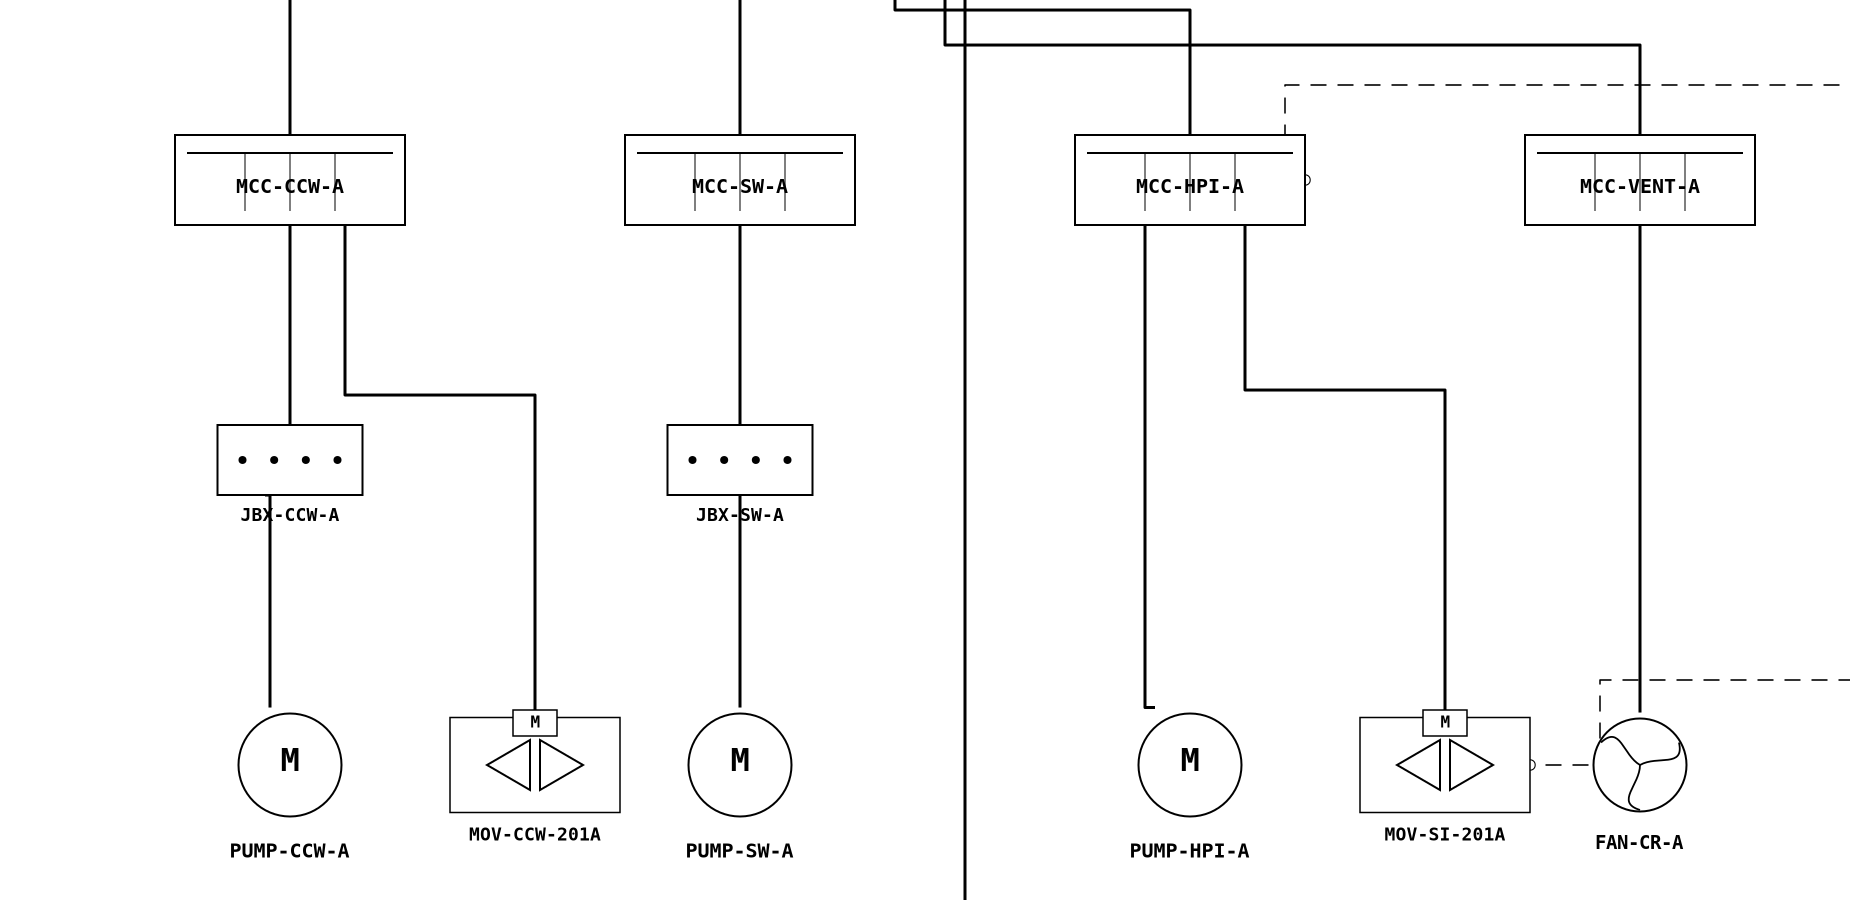 MCC-CCW-A
MCC-SW-A
MCC-HPI-A
MCC-VENT-A
JBX-CCW-A
JBX-SW-A
M
M
M
M
M
M
PUMP-CCW-A
MOV-CCW-201A
PUMP-SW-A
PUMP-HPI-A
MOV-SI-201A
FAN-CR-A